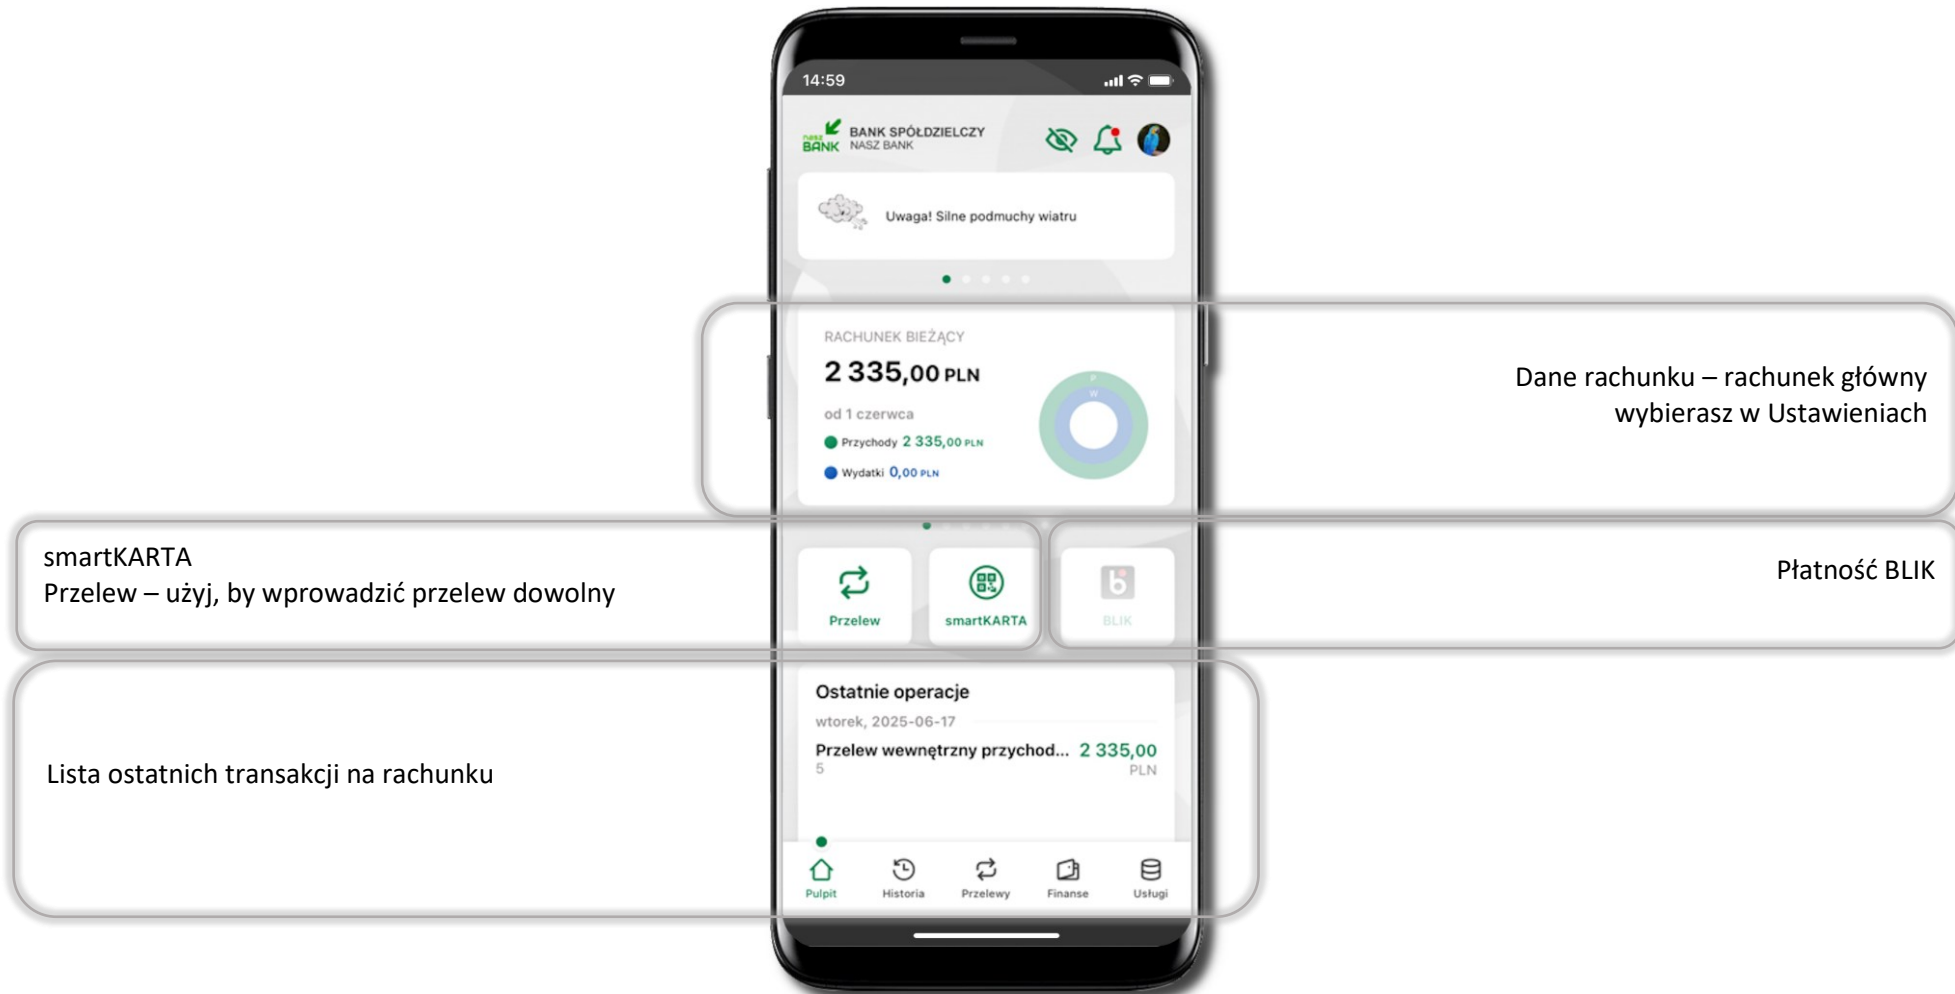 14:59
nasz
BANK
BANK SPÓŁDZIELCZY
NASZ BANK
Uwaga! Silne podmuchy wiatru
RACHUNEK BIEŻĄCY
2 335,00 PLN
od 1 czerwca
Przychody 2 335,00 PLN
Wydatki 0,00 PLN
P
W
Dane rachunku – rachunek główny
wybierasz w Ustawieniach
smartKARTA
Przelew – użyj, by wprowadzić przelew dowolny
Płatność BLIK
Przelew
smartKARTA
BLIK
Ostatnie operacje
wtorek, 2025-06-17
Przelew wewnętrzny przychod... 2 335,00
5 PLN
Lista ostatnich transakcji na rachunku
Pulpit
Historia
Przelewy
Finanse
Usługi